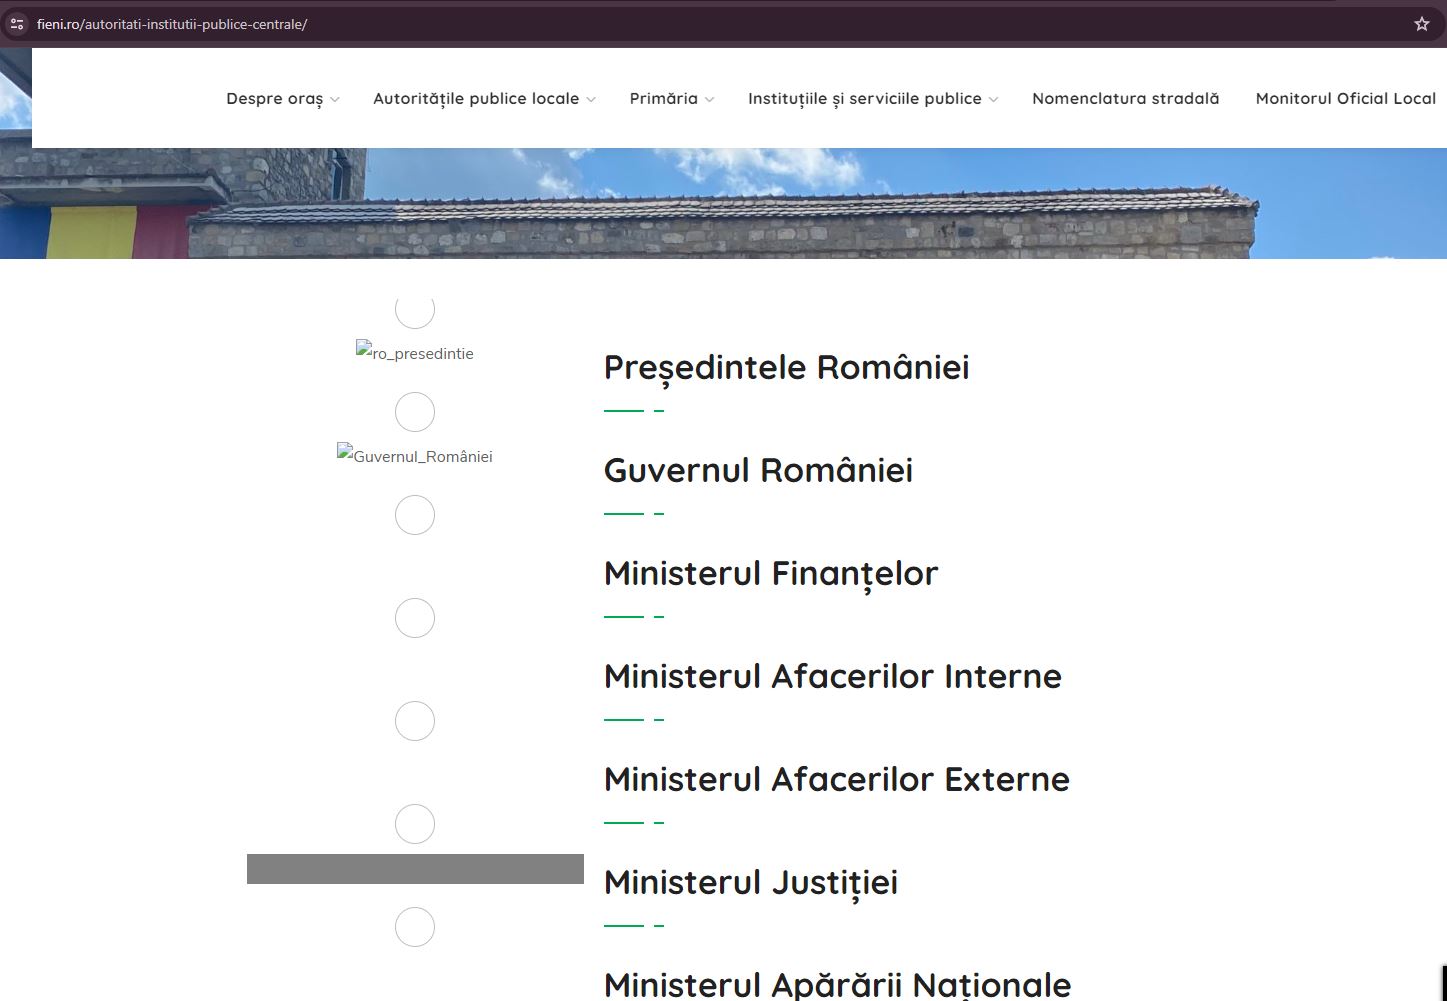 fieni.ro/autoritati-institutii-publice-centrale/
Despre oraș Autoritățile publice locale Primăria Instituțiile și serviciile publice Nomenclatura stradală Monitorul Oficial Local
ro_presedintie
Președintele României
Guvernul_României
Guvernul României
Ministerul Finanțelor
Ministerul Afacerilor Interne
Ministerul Afacerilor Externe
Ministerul Justiției
Ministerul Apărării Naționale